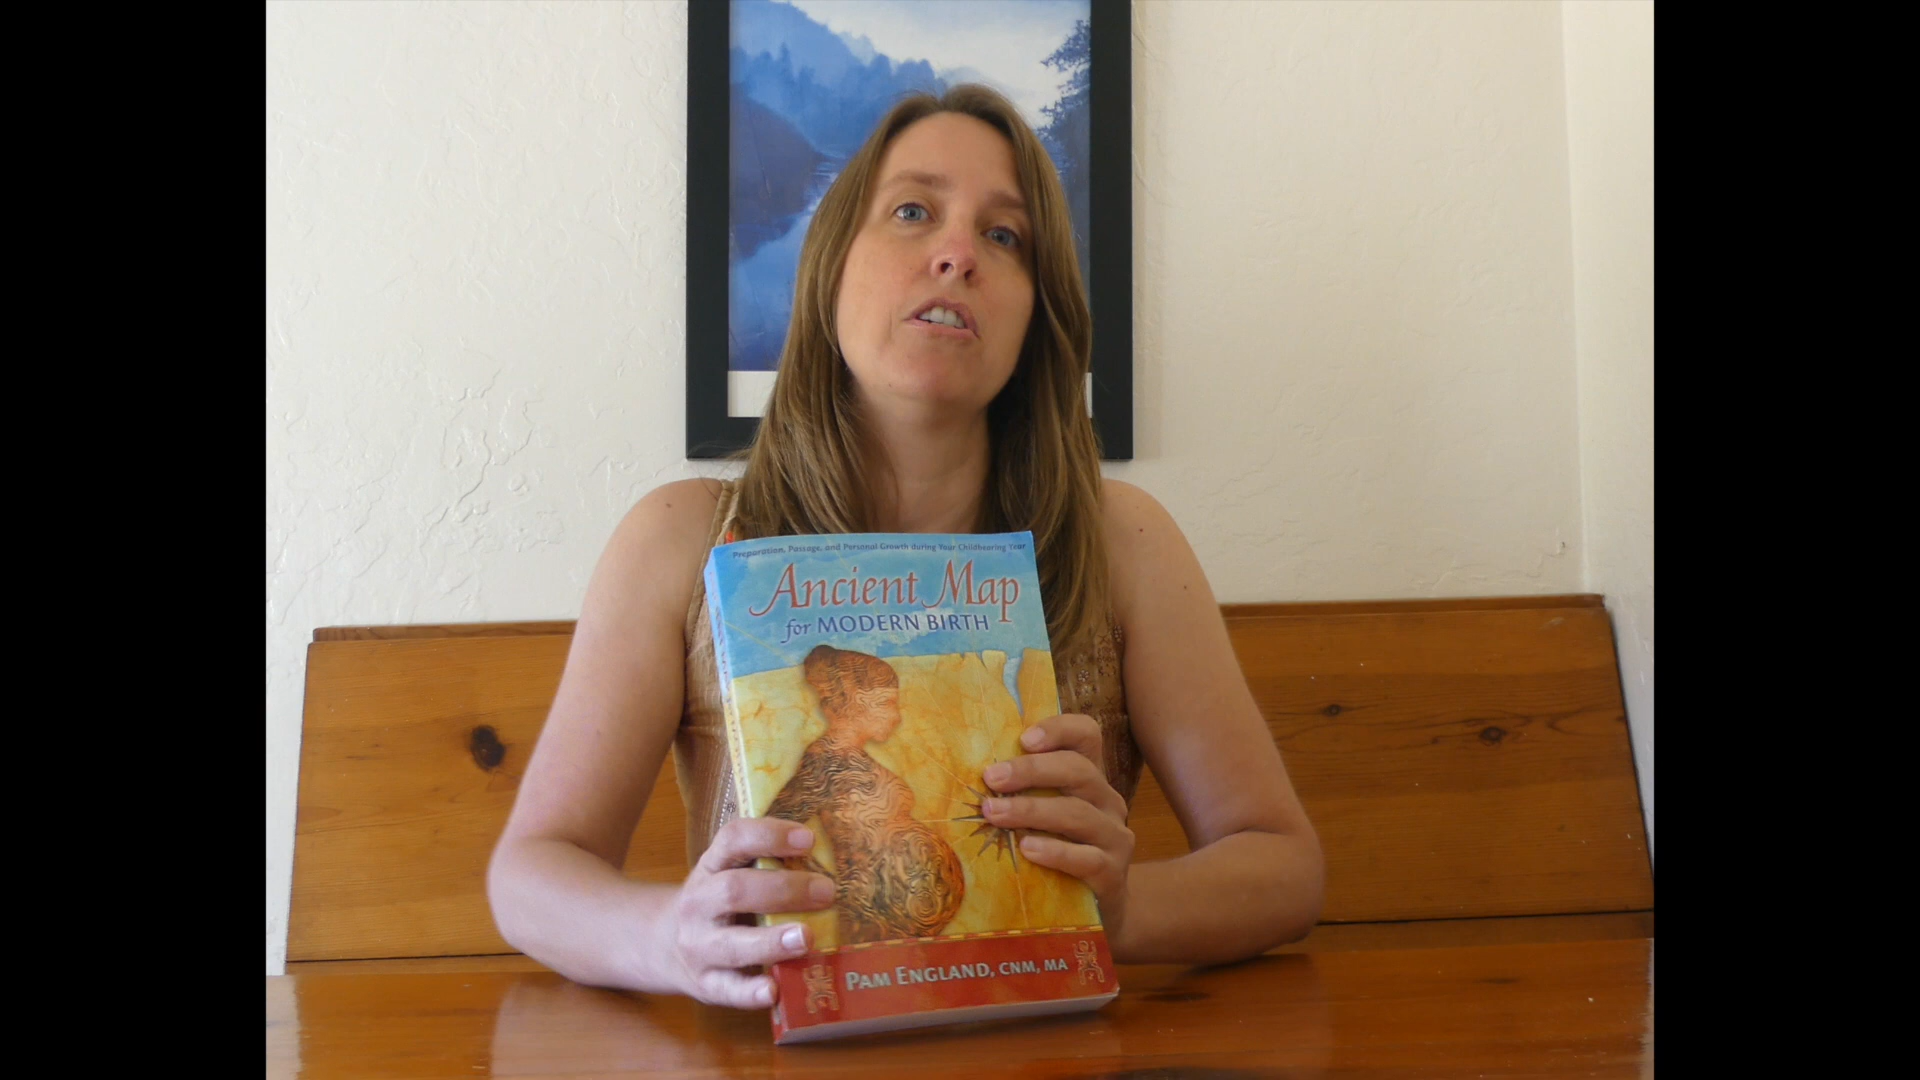 Preparation, Passage, and Personal Growth during Your Childbearing Year
Ancient Map
for MODERN BIRTH
PAM ENGLAND, CNM, MA